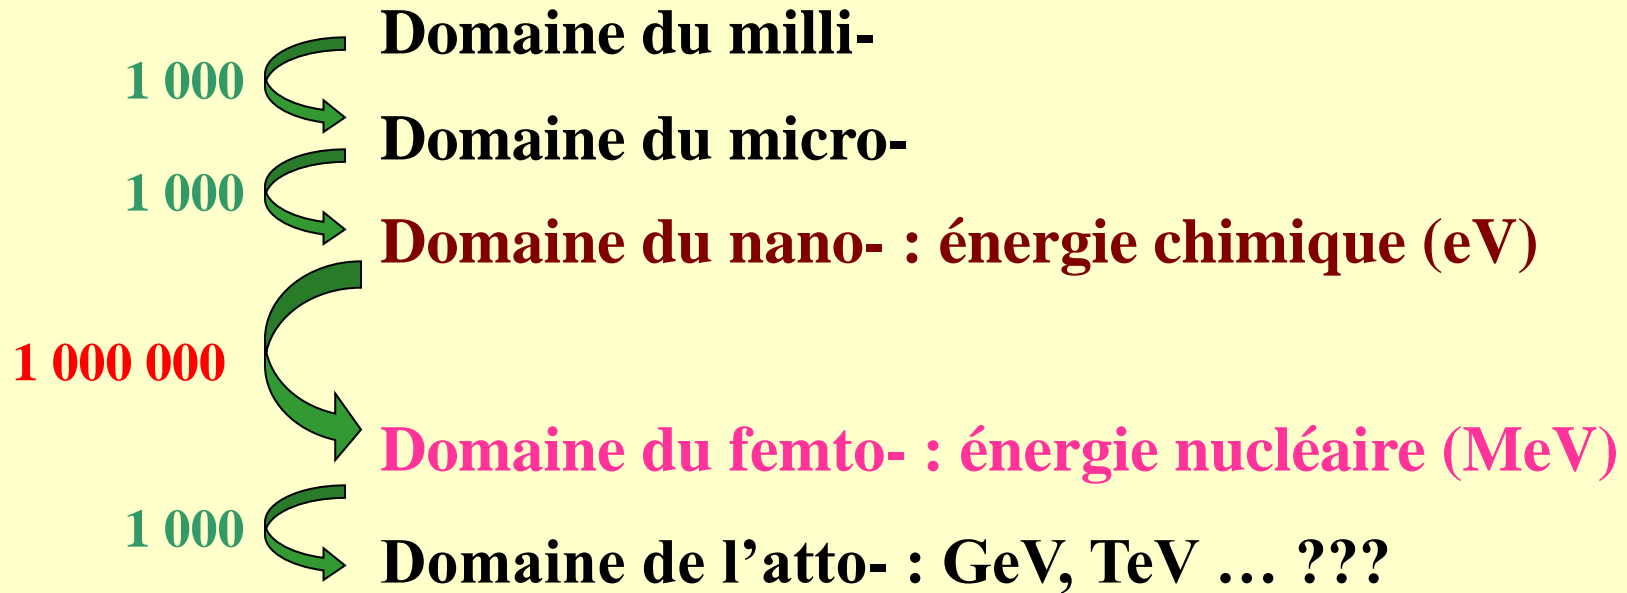 Domaine du milli-
1 000
Domaine du micro-
1 000
Domaine du nano- : énergie chimique (eV)
1 000 000
Domaine du femto- : énergie nucléaire (MeV)
1 000
Domaine de l’atto- : GeV, TeV … ???